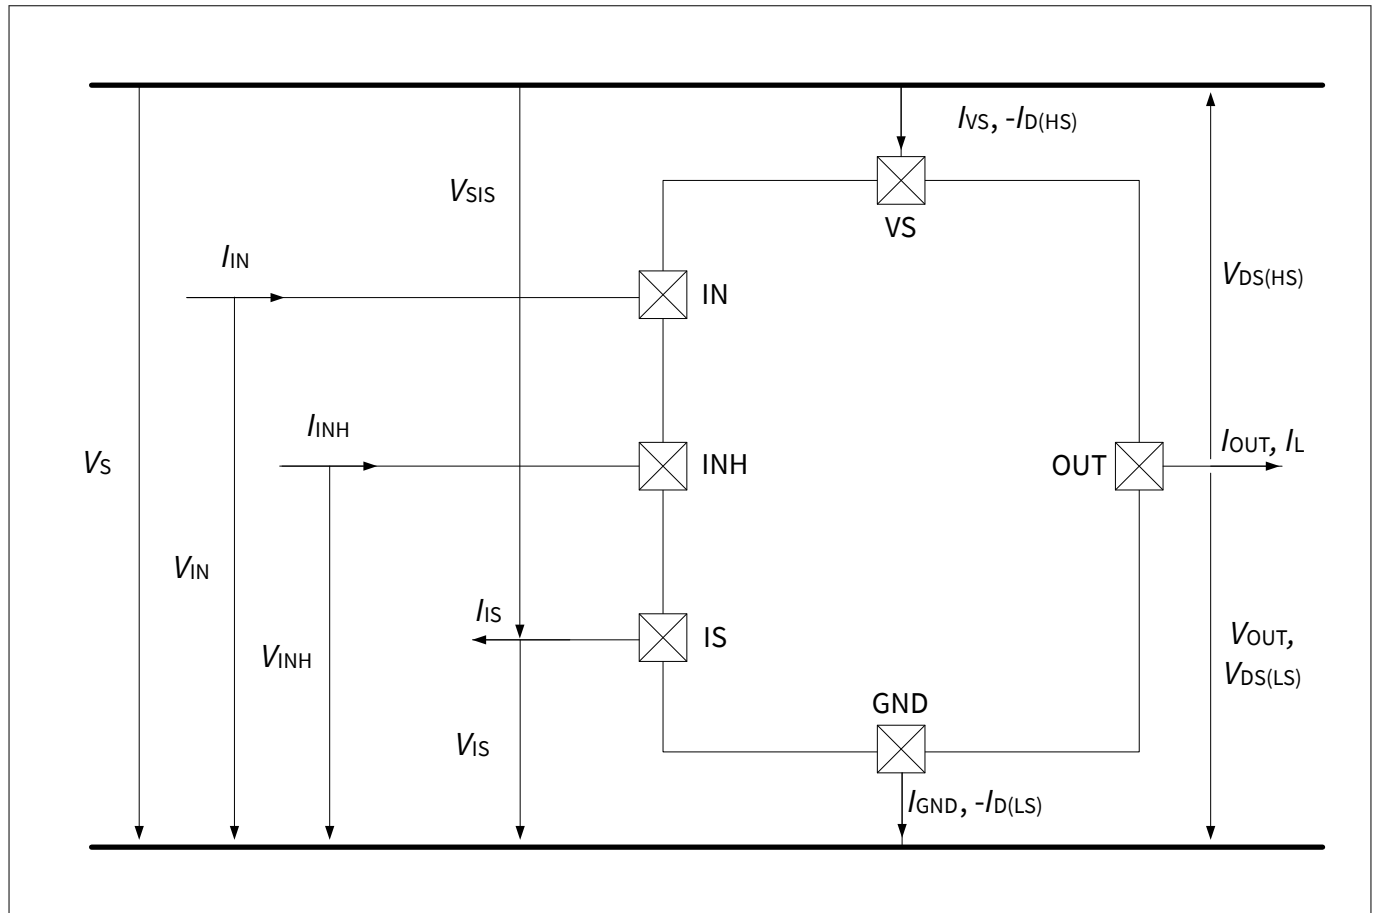 IVS, -ID(HS)
VSIS
VS
IIN
VDS(HS)
IN
IINH
IOUT, IL
VS
INH
OUT
VIN
IIS
VOUT,
IS
VINH
VDS(LS)
GND
VIS
IGND, -ID(LS)